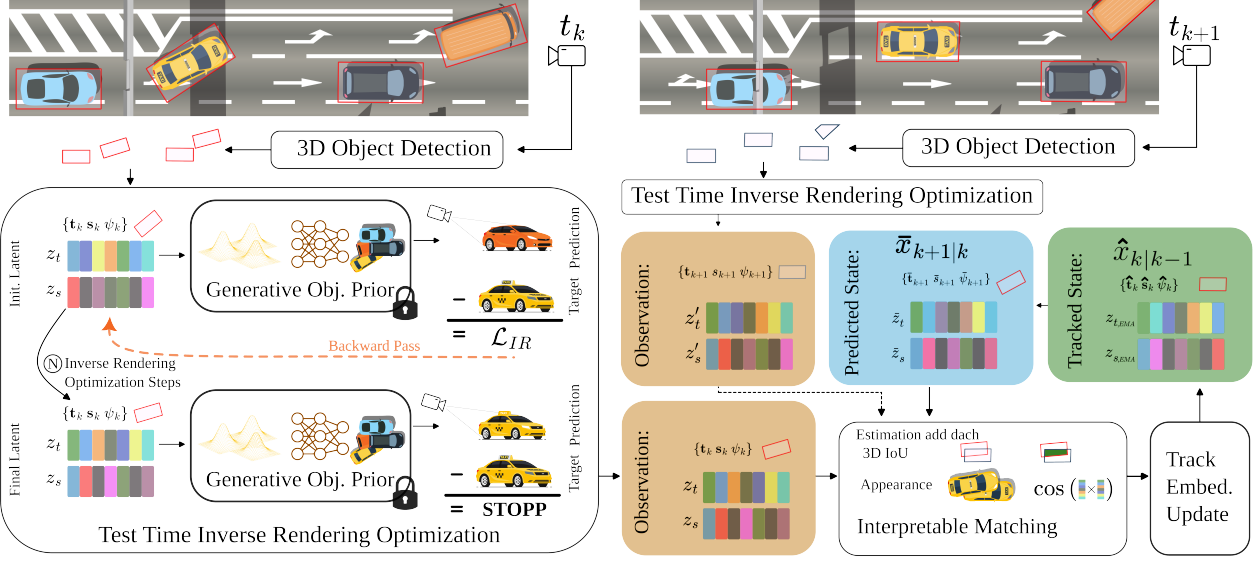 t_k
t_{k+1}
3D Object Detection
3D Object Detection
Test Time Inverse Rendering Optimization
Init. Latent
{t_k s_k ψ_k}
z_t
z_s
Generative Obj. Prior
Target Prediction
−
= ℒ_{IR}
Backward Pass
N Inverse Rendering
Optimization Steps
Final Latent
{t_k s_k ψ_k}
z_t
z_s
Generative Obj. Prior
Target Prediction
−
= STOPP
Test Time Inverse Rendering Optimization
Observation:
{t_{k+1} s_{k+1} ψ_{k+1}}
z'_t
z'_s
Predicted State:
x̄_{k+1|k}
{t̄_{k+1} s̄_{k+1} ψ̄_{k+1}}
z̄_t
z̄_s
Tracked State:
x̂_{k|k−1}
{t̂_k ŝ_k ψ̂_k}
z_{t,EMA}
z_{s,EMA}
Observation:
{t_k s_k ψ_k}
z_t
z_s
Estimation add dach
3D IoU
Appearance
cos ( × )
Interpretable Matching
Track
Embed.
Update